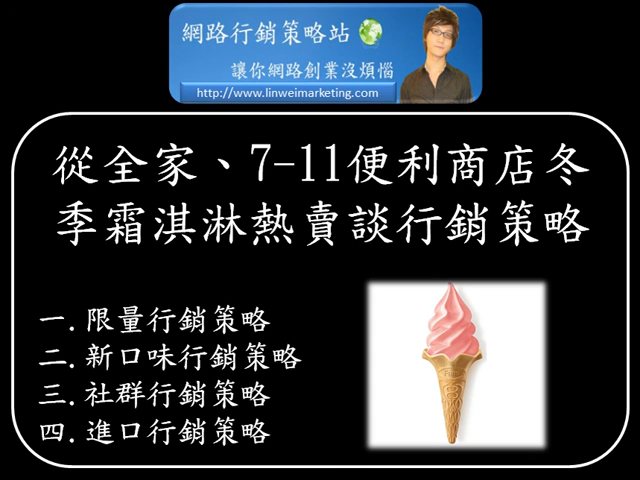 網路行銷策略站
讓你網路創業沒煩惱
http://www.linweimarketing.com
從全家、7-11便利商店冬
季霜淇淋熱賣談行銷策略
一.限量行銷策略
二.新口味行銷策略
三.社群行銷策略
四.進口行銷策略